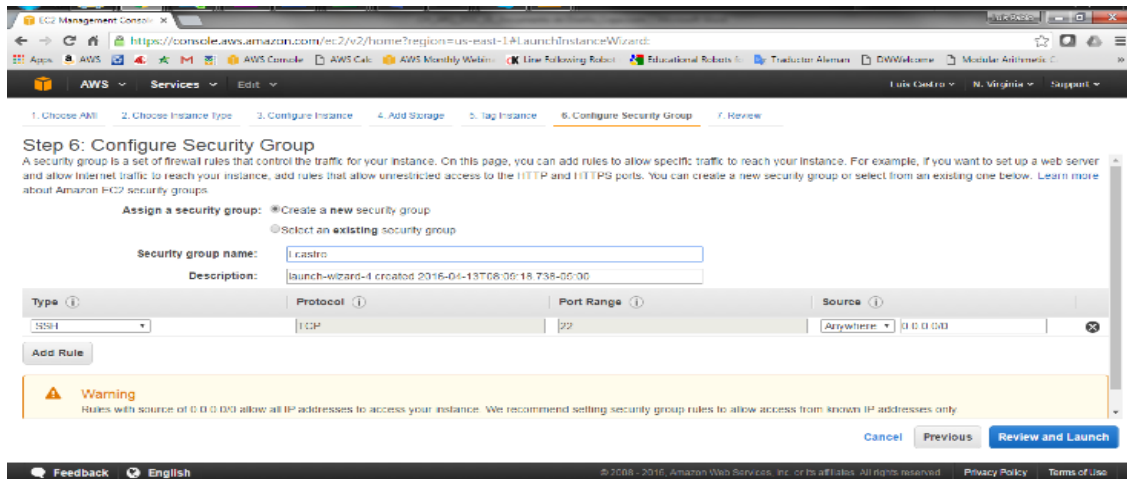 EC2 Management Consol
https://console.aws.amazon.com/ec2/v2/home?region=us-east-1#LaunchInstanceWizard:
Apps AWS AWS Console AWS Calc AWS Monthly Webin Line Following Robot Educational Robots fo Traductor Aleman DWWelcome Modular Arithmetic C
AWS Services Edit Luis Castro N. Virginia Support
1. Choose AMI 2. Choose Instance Type 3. Configure Instance 4. Add Storage 5. Tag Instance 6. Configure Security Group 7. Review
Step 6: Configure Security Group
A security group is a set of firewall rules that control the traffic for your instance. On this page, you can add rules to allow specific traffic to reach your instance. For example, if you want to set up a web server
and allow Internet traffic to reach your instance, add rules that allow unrestricted access to the HTTP and HTTPS ports. You can create a new security group or select from an existing one below. Learn more
about Amazon EC2 security groups.
Assign a security group: Create a new security group
Select an existing security group
Security group name:
Description: launch-wizard-4 created
Type Protocol Port Range Source
SSH TCP 22 Anywhere 0.0.0.0/0
Add Rule
Warning
Rules with source of 0.0.0.0/0 allow all IP addresses to access your instance. We recommend setting security group rules to allow access from known IP addresses only.
Cancel Previous Review and Launch
Feedback English © 2008 - 2016, Amazon Web Services, Inc. or its affiliates. All rights reserved. Privacy Policy Terms of Use